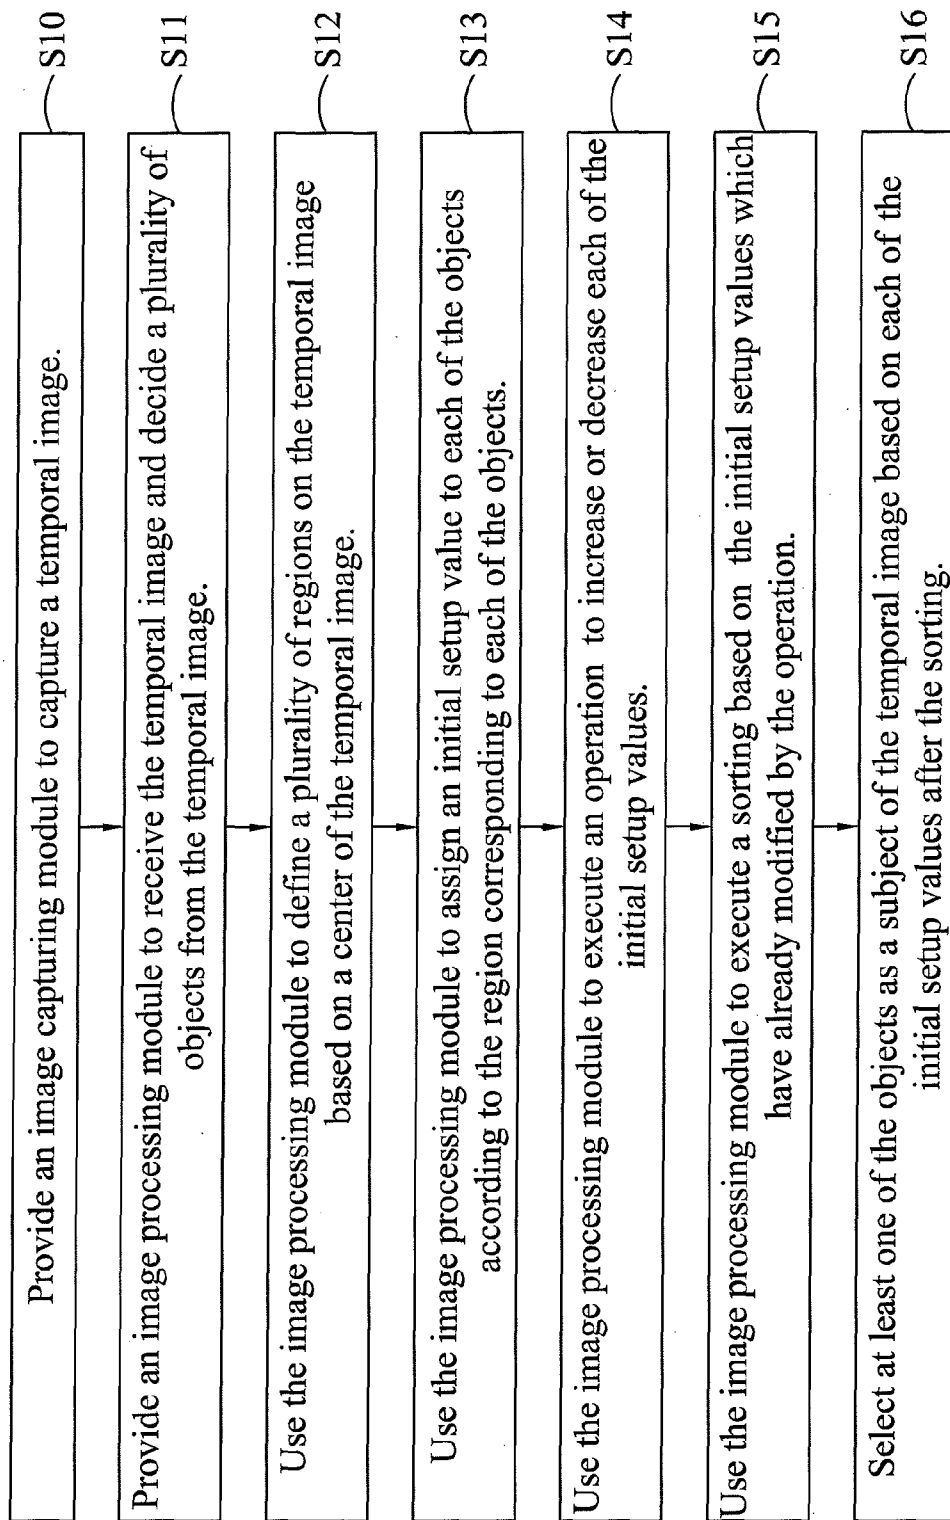 Provide an image capturing module to capture a temporal image.
S10
Provide an image processing module to receive the temporal image and decide a plurality of
objects from the temporal image.
S11
Use the image processing module to define a plurality of regions on the temporal image
based on a center of the temporal image.
S12
Use the image processing module to assign an initial setup value to each of the objects
according to the region corresponding to each of the objects.
S13
Use the image processing module to execute an operation to increase or decrease each of the
initial setup values.
S14
Use the image processing module to execute a sorting based on the initial setup values which
have already modified by the operation.
S15
Select at least one of the objects as a subject of the temporal image based on each of the
initial setup values after the sorting.
S16